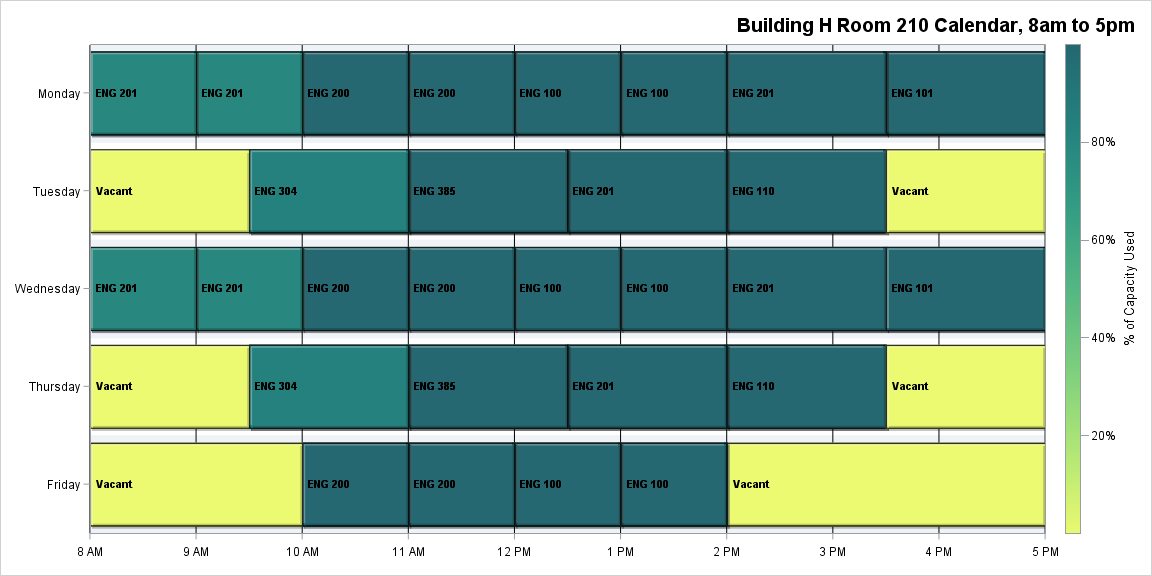 Building H Room 210 Calendar, 8am to 5pm
Monday ENG 201 ENG 201 ENG 200 ENG 200 ENG 100 ENG 100 ENG 201 ENG 101
Tuesday Vacant ENG 304 ENG 385 ENG 201 ENG 110 Vacant
Wednesday ENG 201 ENG 201 ENG 200 ENG 200 ENG 100 ENG 100 ENG 201 ENG 101
Thursday Vacant ENG 304 ENG 385 ENG 201 ENG 110 Vacant
Friday Vacant ENG 200 ENG 200 ENG 100 ENG 100 Vacant
8 AM 9 AM 10 AM 11 AM 12 PM 1 PM 2 PM 3 PM 4 PM 5 PM
80%
60%
40%
20%
% of Capacity Used